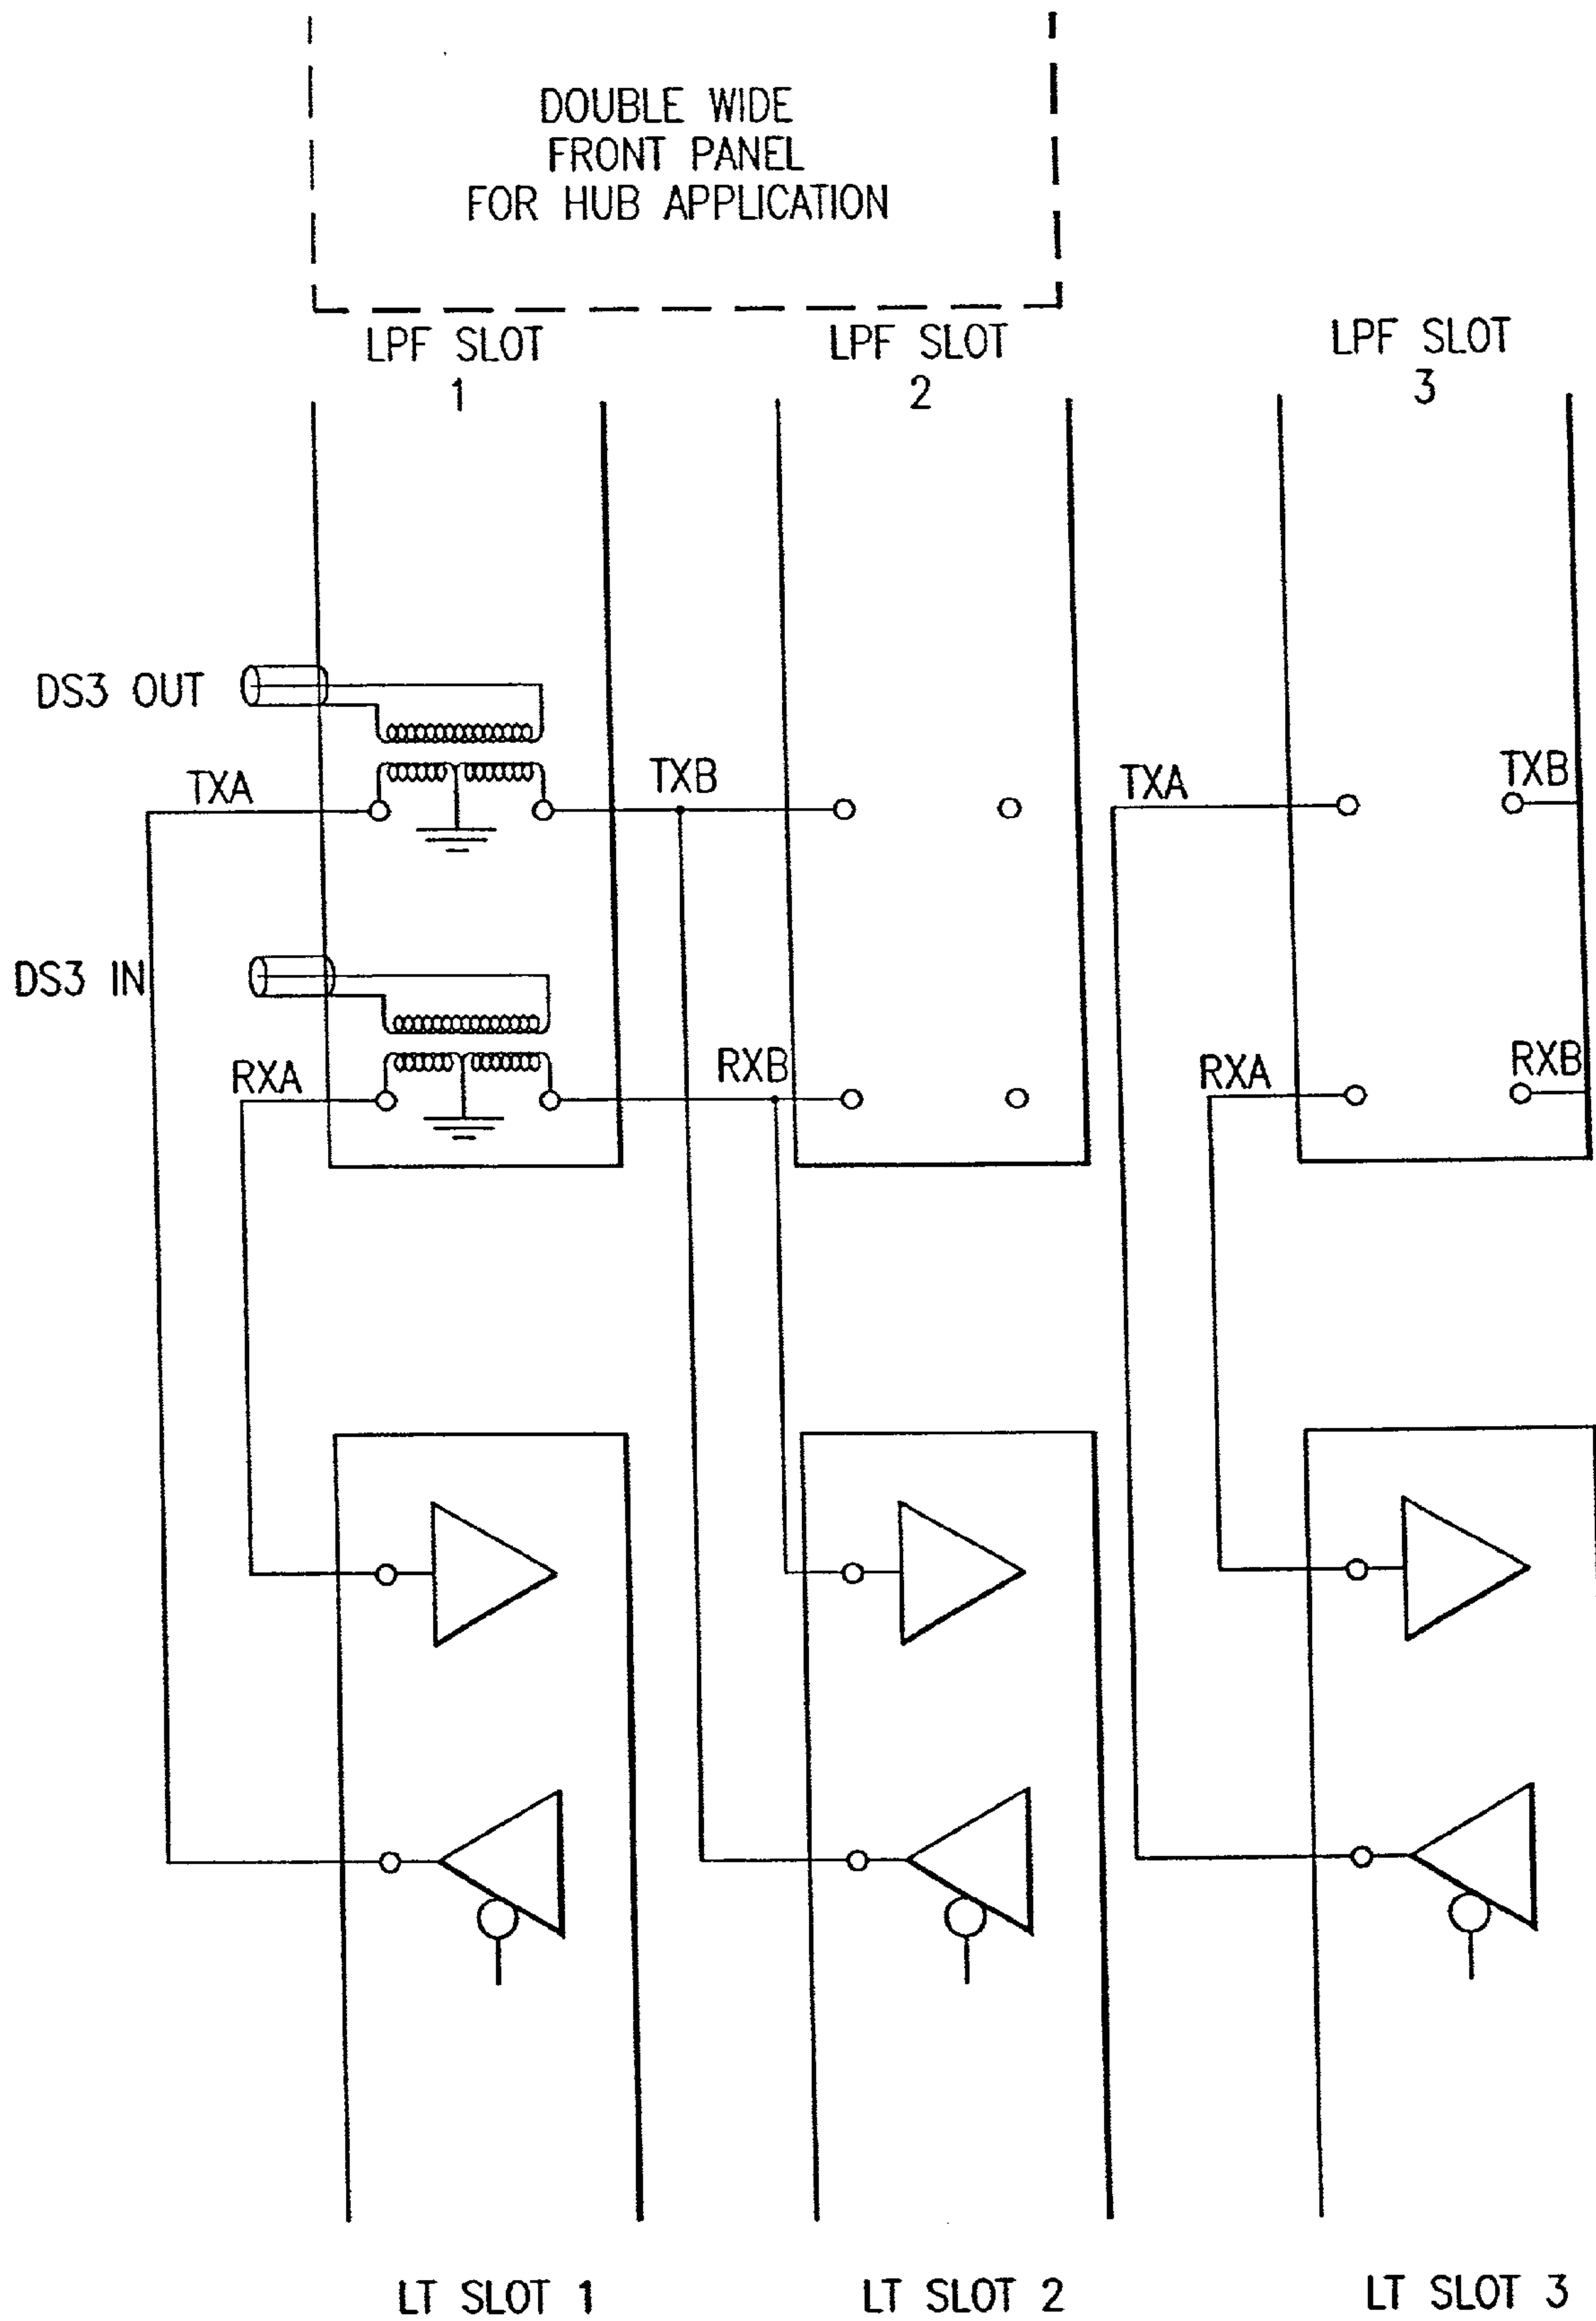 DOUBLE WIDE
FRONT PANEL
FOR HUB APPLICATION
LPF SLOT
1
LPF SLOT
2
LPF SLOT
3
DS3 OUT
TXA
TXB
TXA
TXB
DS3 IN
RXA
RXB
RXA
RXB
LT SLOT 1
LT SLOT 2
LT SLOT 3